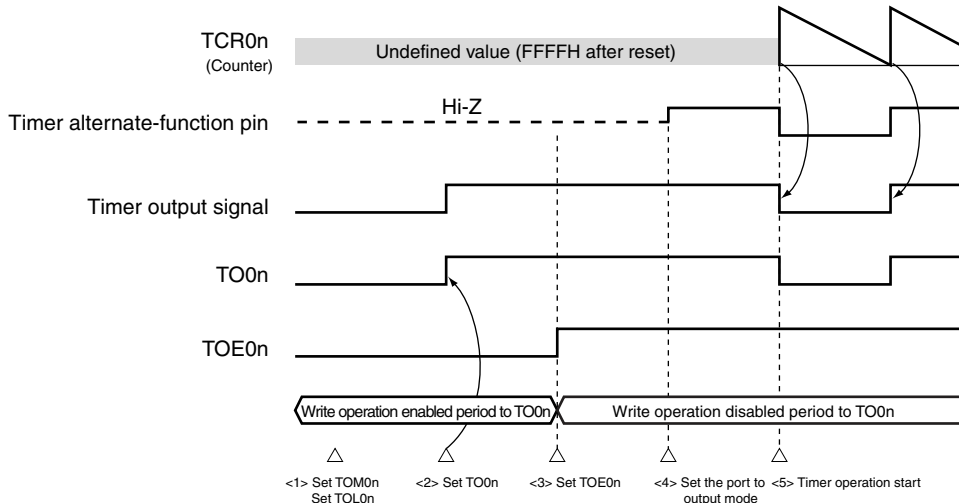 TCR0n
(Counter)
Undefined value (FFFFH after reset)
Hi-Z
Timer alternate-function pin
Timer output signal
TO0n
TOE0n
Write operation enabled period to TO0n
Write operation disabled period to TO0n
<1> Set TOM0n
Set TOL0n
<2> Set TO0n
<3> Set TOE0n
<4> Set the port to
output mode
<5> Timer operation start